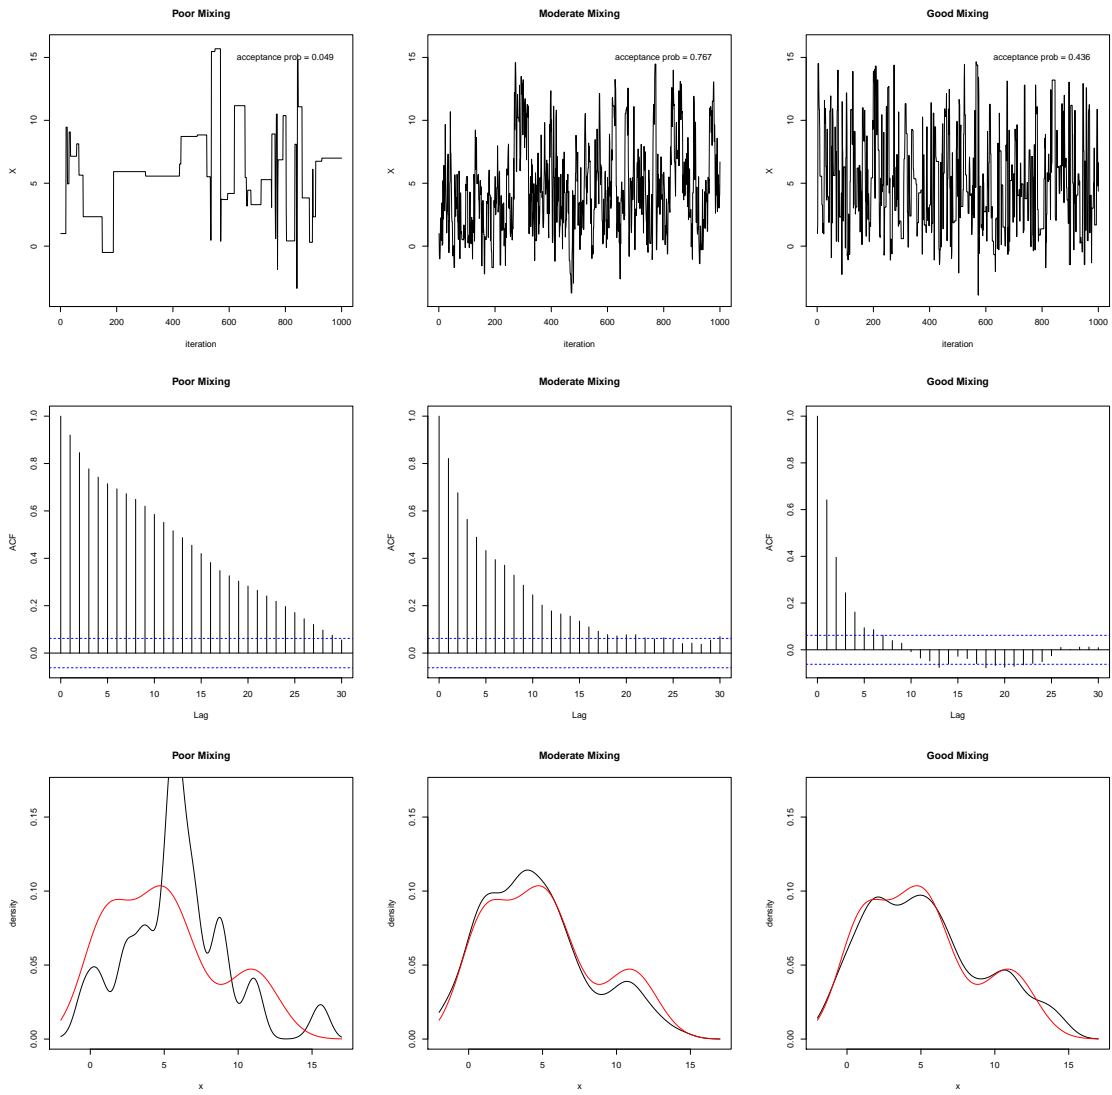 Poor Mixing
acceptance prob = 0.049
X
15
10
5
0
0 200 400 600 800 1000
iteration
Moderate Mixing
acceptance prob = 0.767
X
15
10
5
0
0 200 400 600 800 1000
iteration
Good Mixing
acceptance prob = 0.436
X
15
10
5
0
0 200 400 600 800 1000
iteration
Poor Mixing
ACF
1.0
0.8
0.6
0.4
0.2
0.0
0 5 10 15 20 25 30
Lag
Moderate Mixing
ACF
1.0
0.8
0.6
0.4
0.2
0.0
0 5 10 15 20 25 30
Lag
Good Mixing
ACF
1.0
0.8
0.6
0.4
0.2
0.0
0 5 10 15 20 25 30
Lag
Poor Mixing
density
0.15
0.10
0.05
0.00
0 5 10 15
x
Moderate Mixing
density
0.15
0.10
0.05
0.00
0 5 10 15
x
Good Mixing
density
0.15
0.10
0.05
0.00
0 5 10 15
x